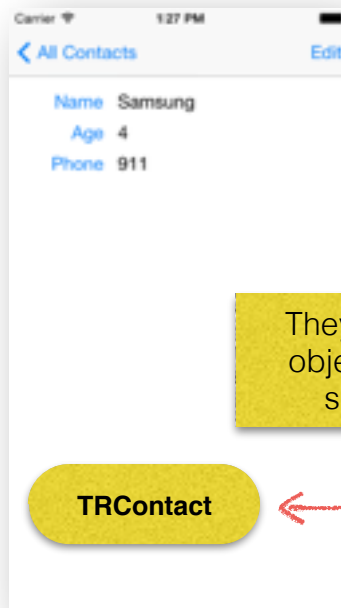 Carrier 1:27 PM
All Contacts Edit
Name Samsung
Age 4
Phone 911
They
obje
s
TRContact